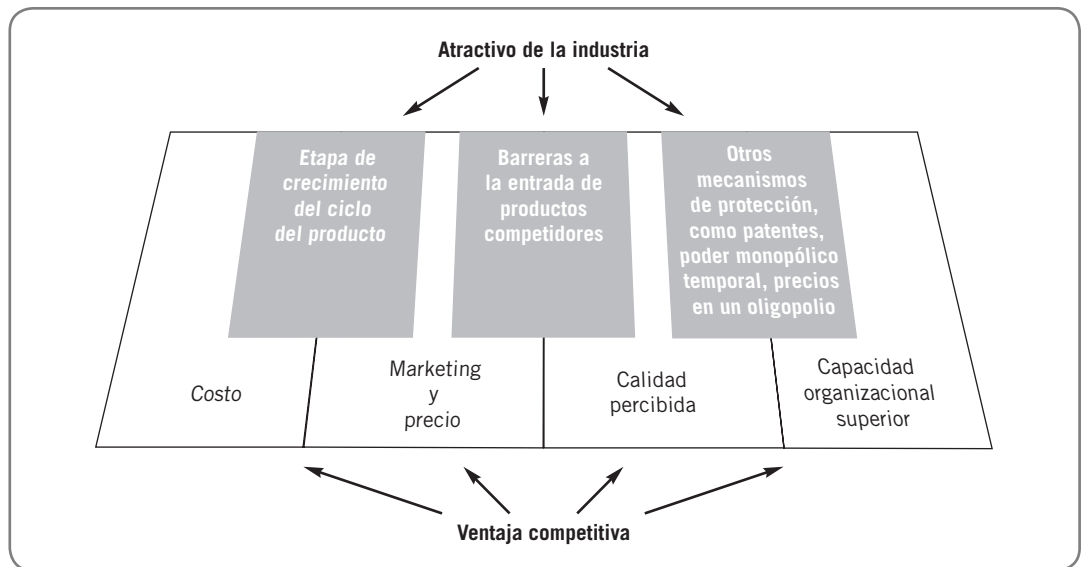 Atractivo de la industria
Etapa de
crecimiento
del ciclo
del producto
Barreras a
la entrada de
productos
competidores
Otros
mecanismos
de protección,
como patentes,
poder monopólico
temporal, precios
en un oligopolio
Costo
Marketing
y
precio
Calidad
percibida
Capacidad
organizacional
superior
Ventaja competitiva